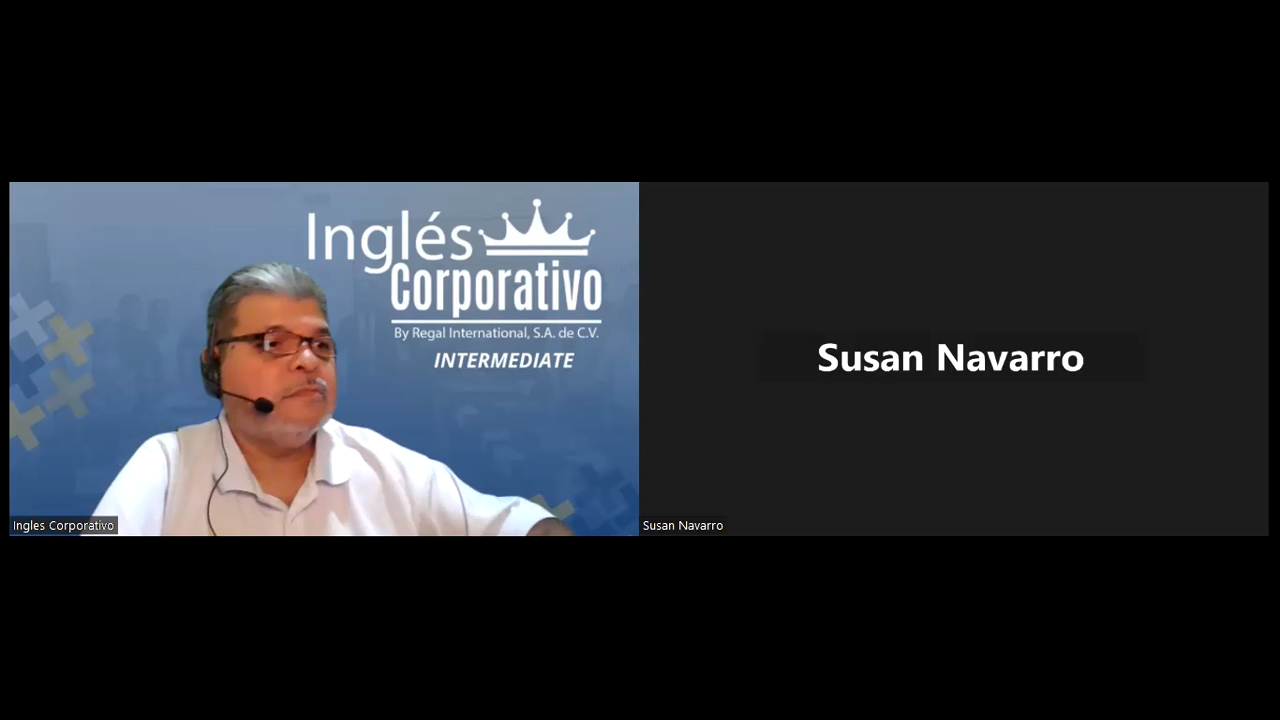 Inglés
Corporativo
By Regal International, S.A. de C.V.
INTERMEDIATE
Susan Navarro
Ingles Corporativo
Susan Navarro